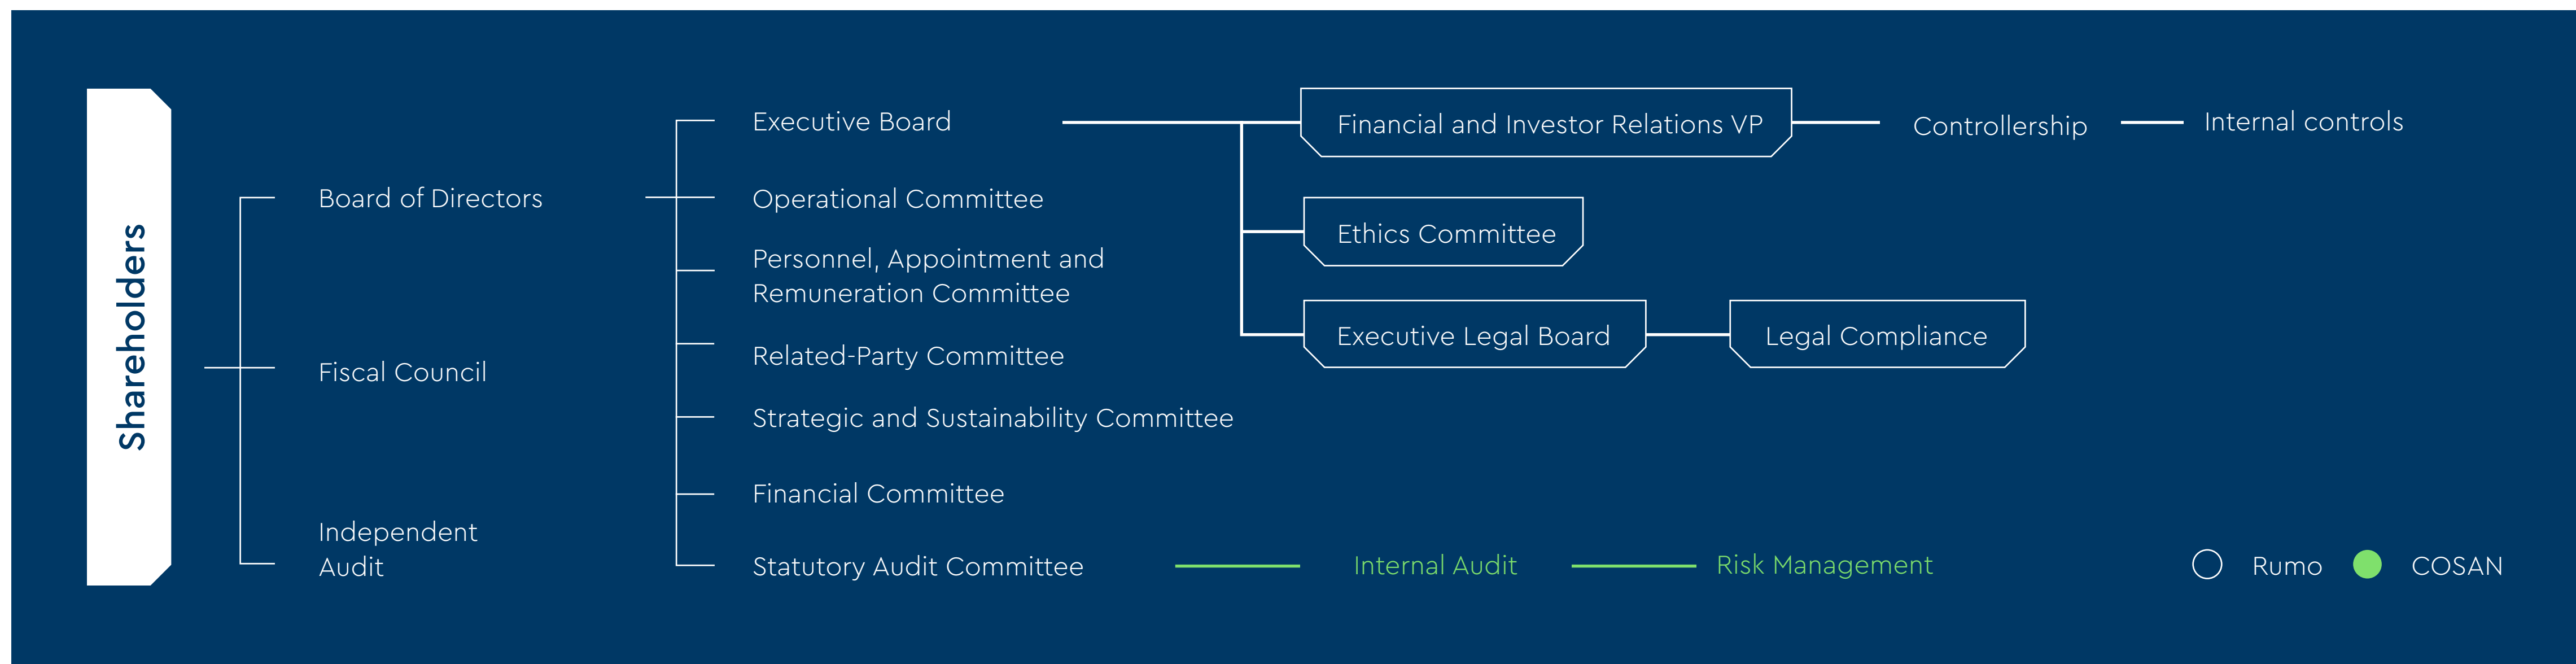 Shareholders
Board of Directors
Fiscal Council
Independent
Audit
Executive Board
Operational Committee
Personnel, Appointment and
Remuneration Committee
Related-Party Committee
Strategic and Sustainability Committee
Financial Committee
Statutory Audit Committee
Financial and Investor Relations VP
Controllership
Internal controls
Ethics Committee
Executive Legal Board
Legal Compliance
Internal Audit
Risk Management
Rumo
COSAN